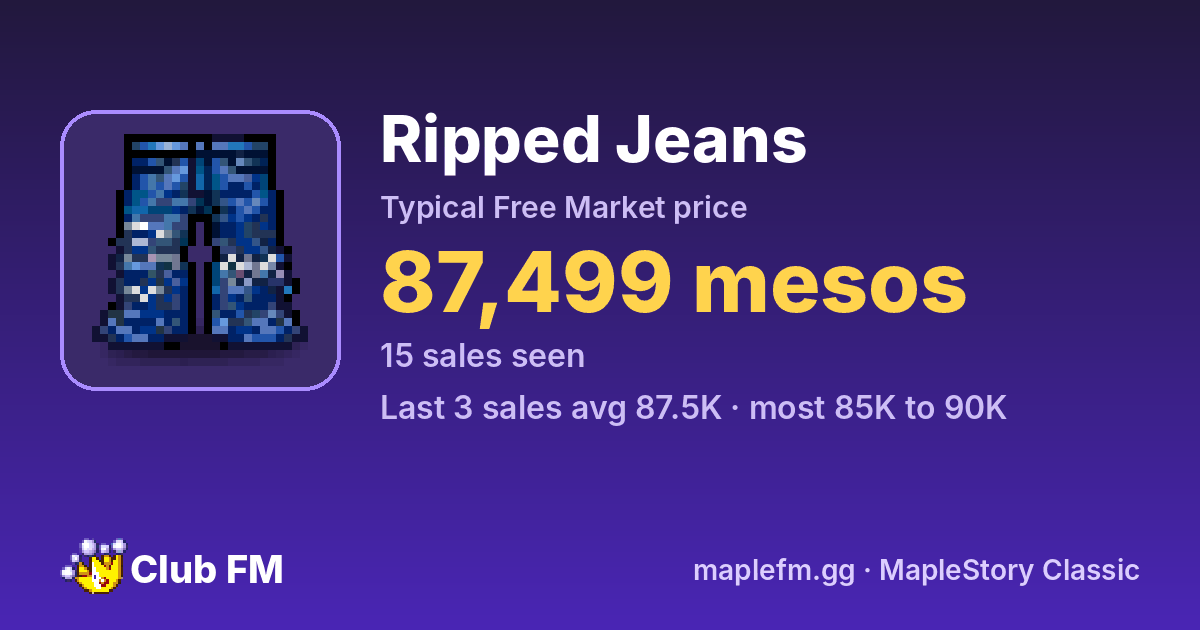 Ripped Jeans
Typical Free Market price
87,499 mesos
15 sales seen
Last 3 sales avg 87.5K · most 85K to 90K
Club FM
maplefm.gg · MapleStory Classic